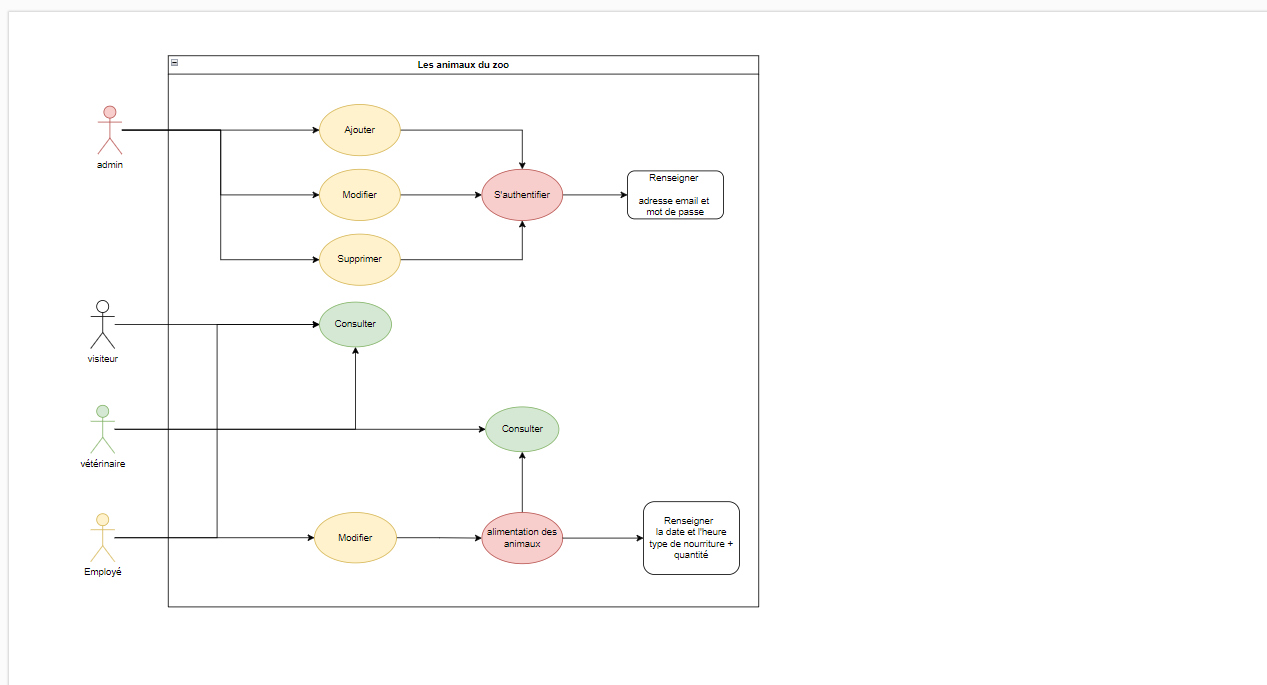 Les animaux du zoo
admin
Ajouter
Modifier
S'authentifier
Renseigner
adresse email et
mot de passe
Supprimer
visiteur
Consulter
vétérinaire
Consulter
Employé
Modifier
alimentation des
animaux
Renseigner
la date et l'heure
type de nourriture +
quantité